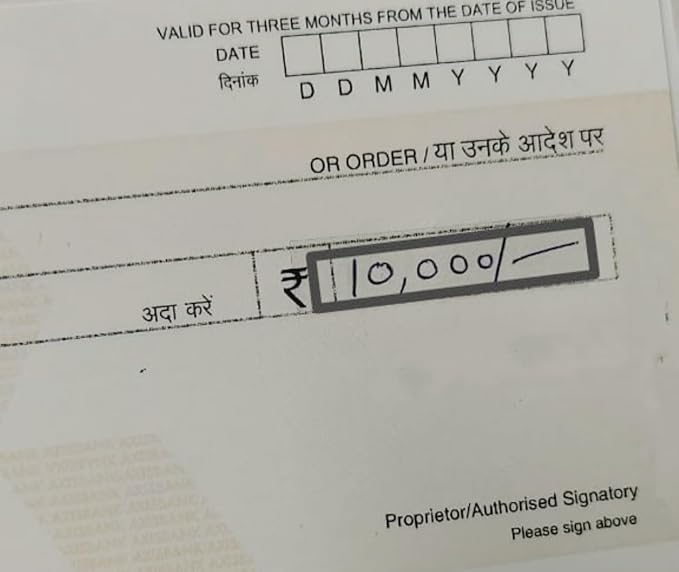 VALID FOR THREE MONTHS FROM THE DATE OF ISSUE
DATE
दिनांक
D D M M Y Y Y Y
OR ORDER / या उनके आदेश पर
अदा करें ₹ 10,000/-
Proprietor/Authorised Signatory
Please sign above